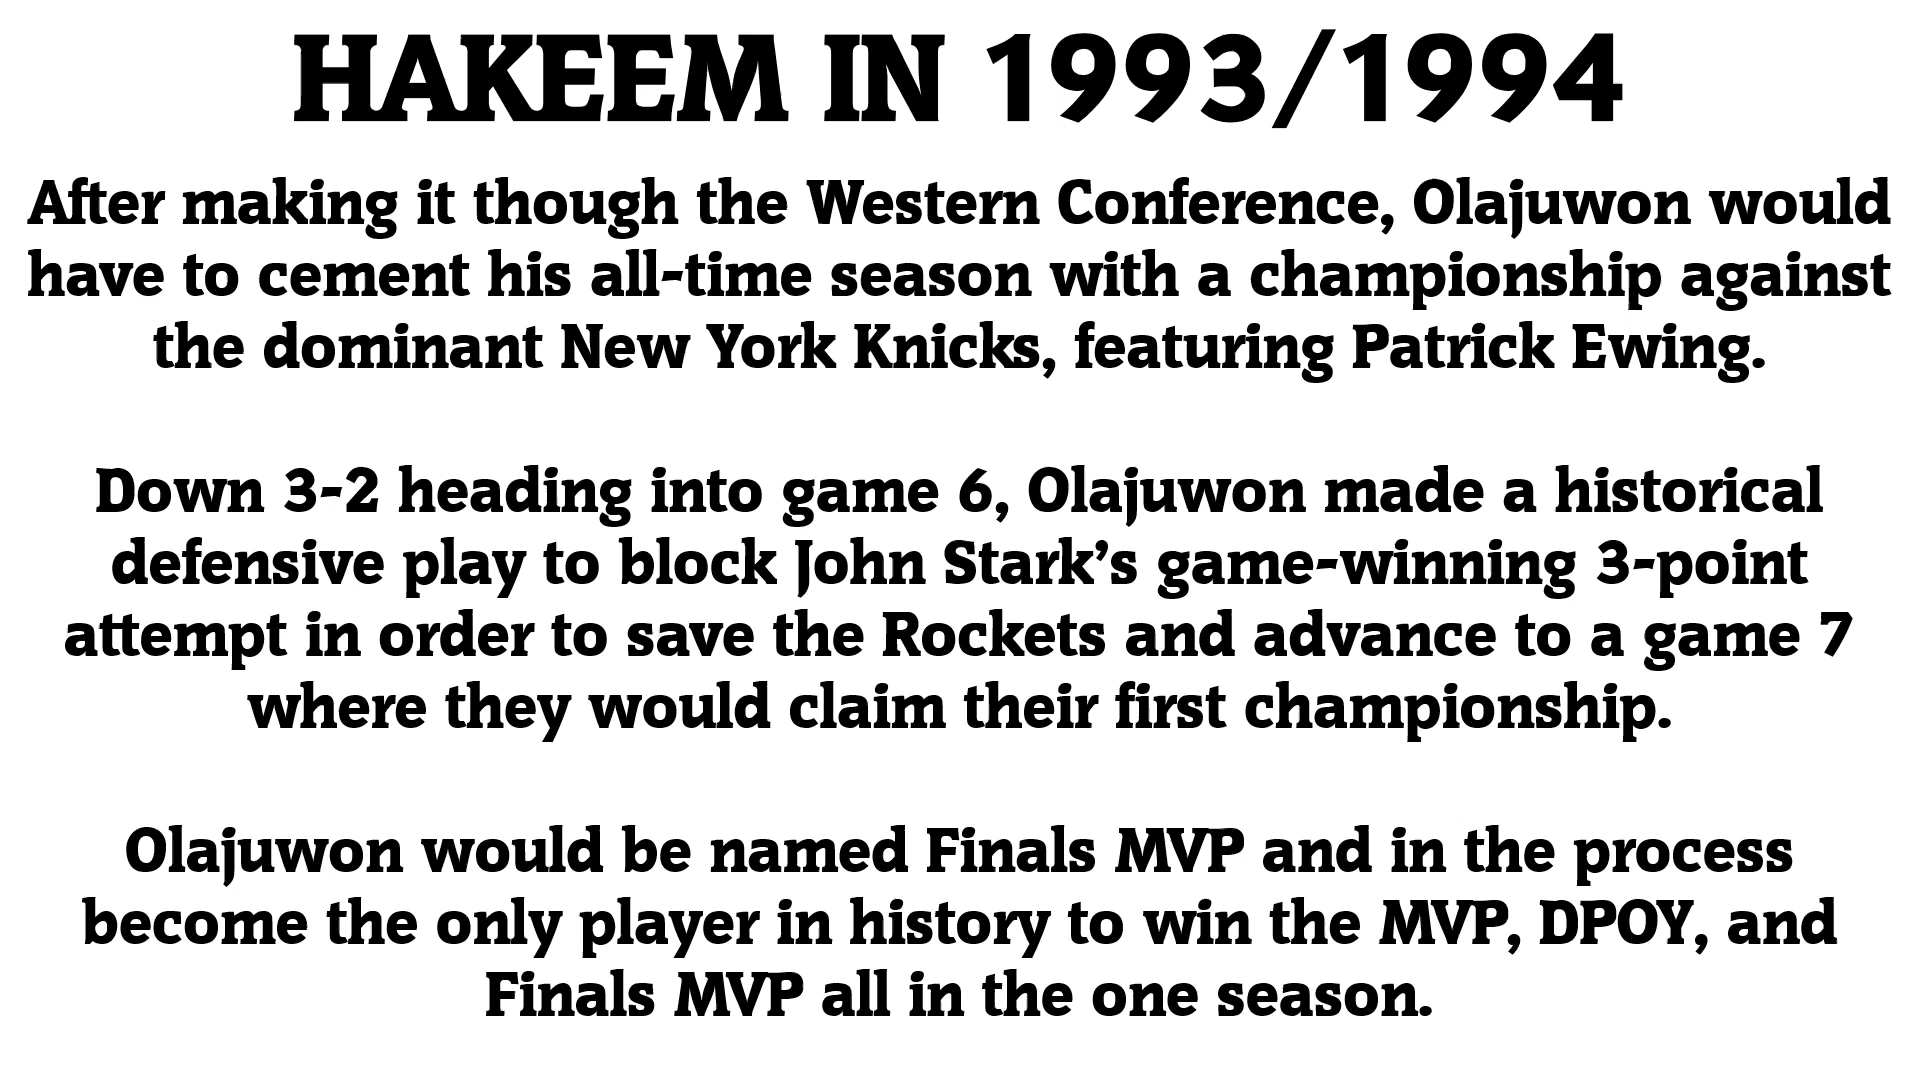 HAKEEM IN 1993/1994
After making it though the Western Conference, Olajuwon would
have to cement his all-time season with a championship against
the dominant New York Knicks, featuring Patrick Ewing.
Down 3-2 heading into game 6, Olajuwon made a historical
defensive play to block John Stark’s game-winning 3-point
attempt in order to save the Rockets and advance to a game 7
where they would claim their first championship.
Olajuwon would be named Finals MVP and in the process
become the only player in history to win the MVP, DPOY, and
Finals MVP all in the one season.